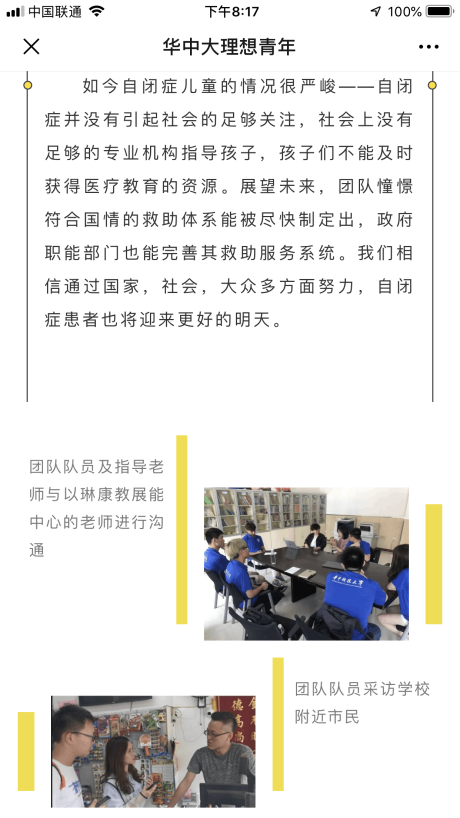 中国联通
下午8:17
100%
华中大理想青年
如今自闭症儿童的情况很严峻——自闭
症并没有引起社会的足够关注，社会上没有
足够的专业机构指导孩子，孩子们不能及时
获得医疗教育的资源。展望未来，团队憧憬
符合国情的救助体系能被尽快制定出，政府
职能部门也能完善其救助服务系统。我们相
信通过国家，社会，大众多方面努力，自闭
症患者也将迎来更好的明天。
团队队员及指导老
师与以琳康教展能
中心的老师进行沟
通
华中科技大学
团队队员采访学校
附近市民
德高